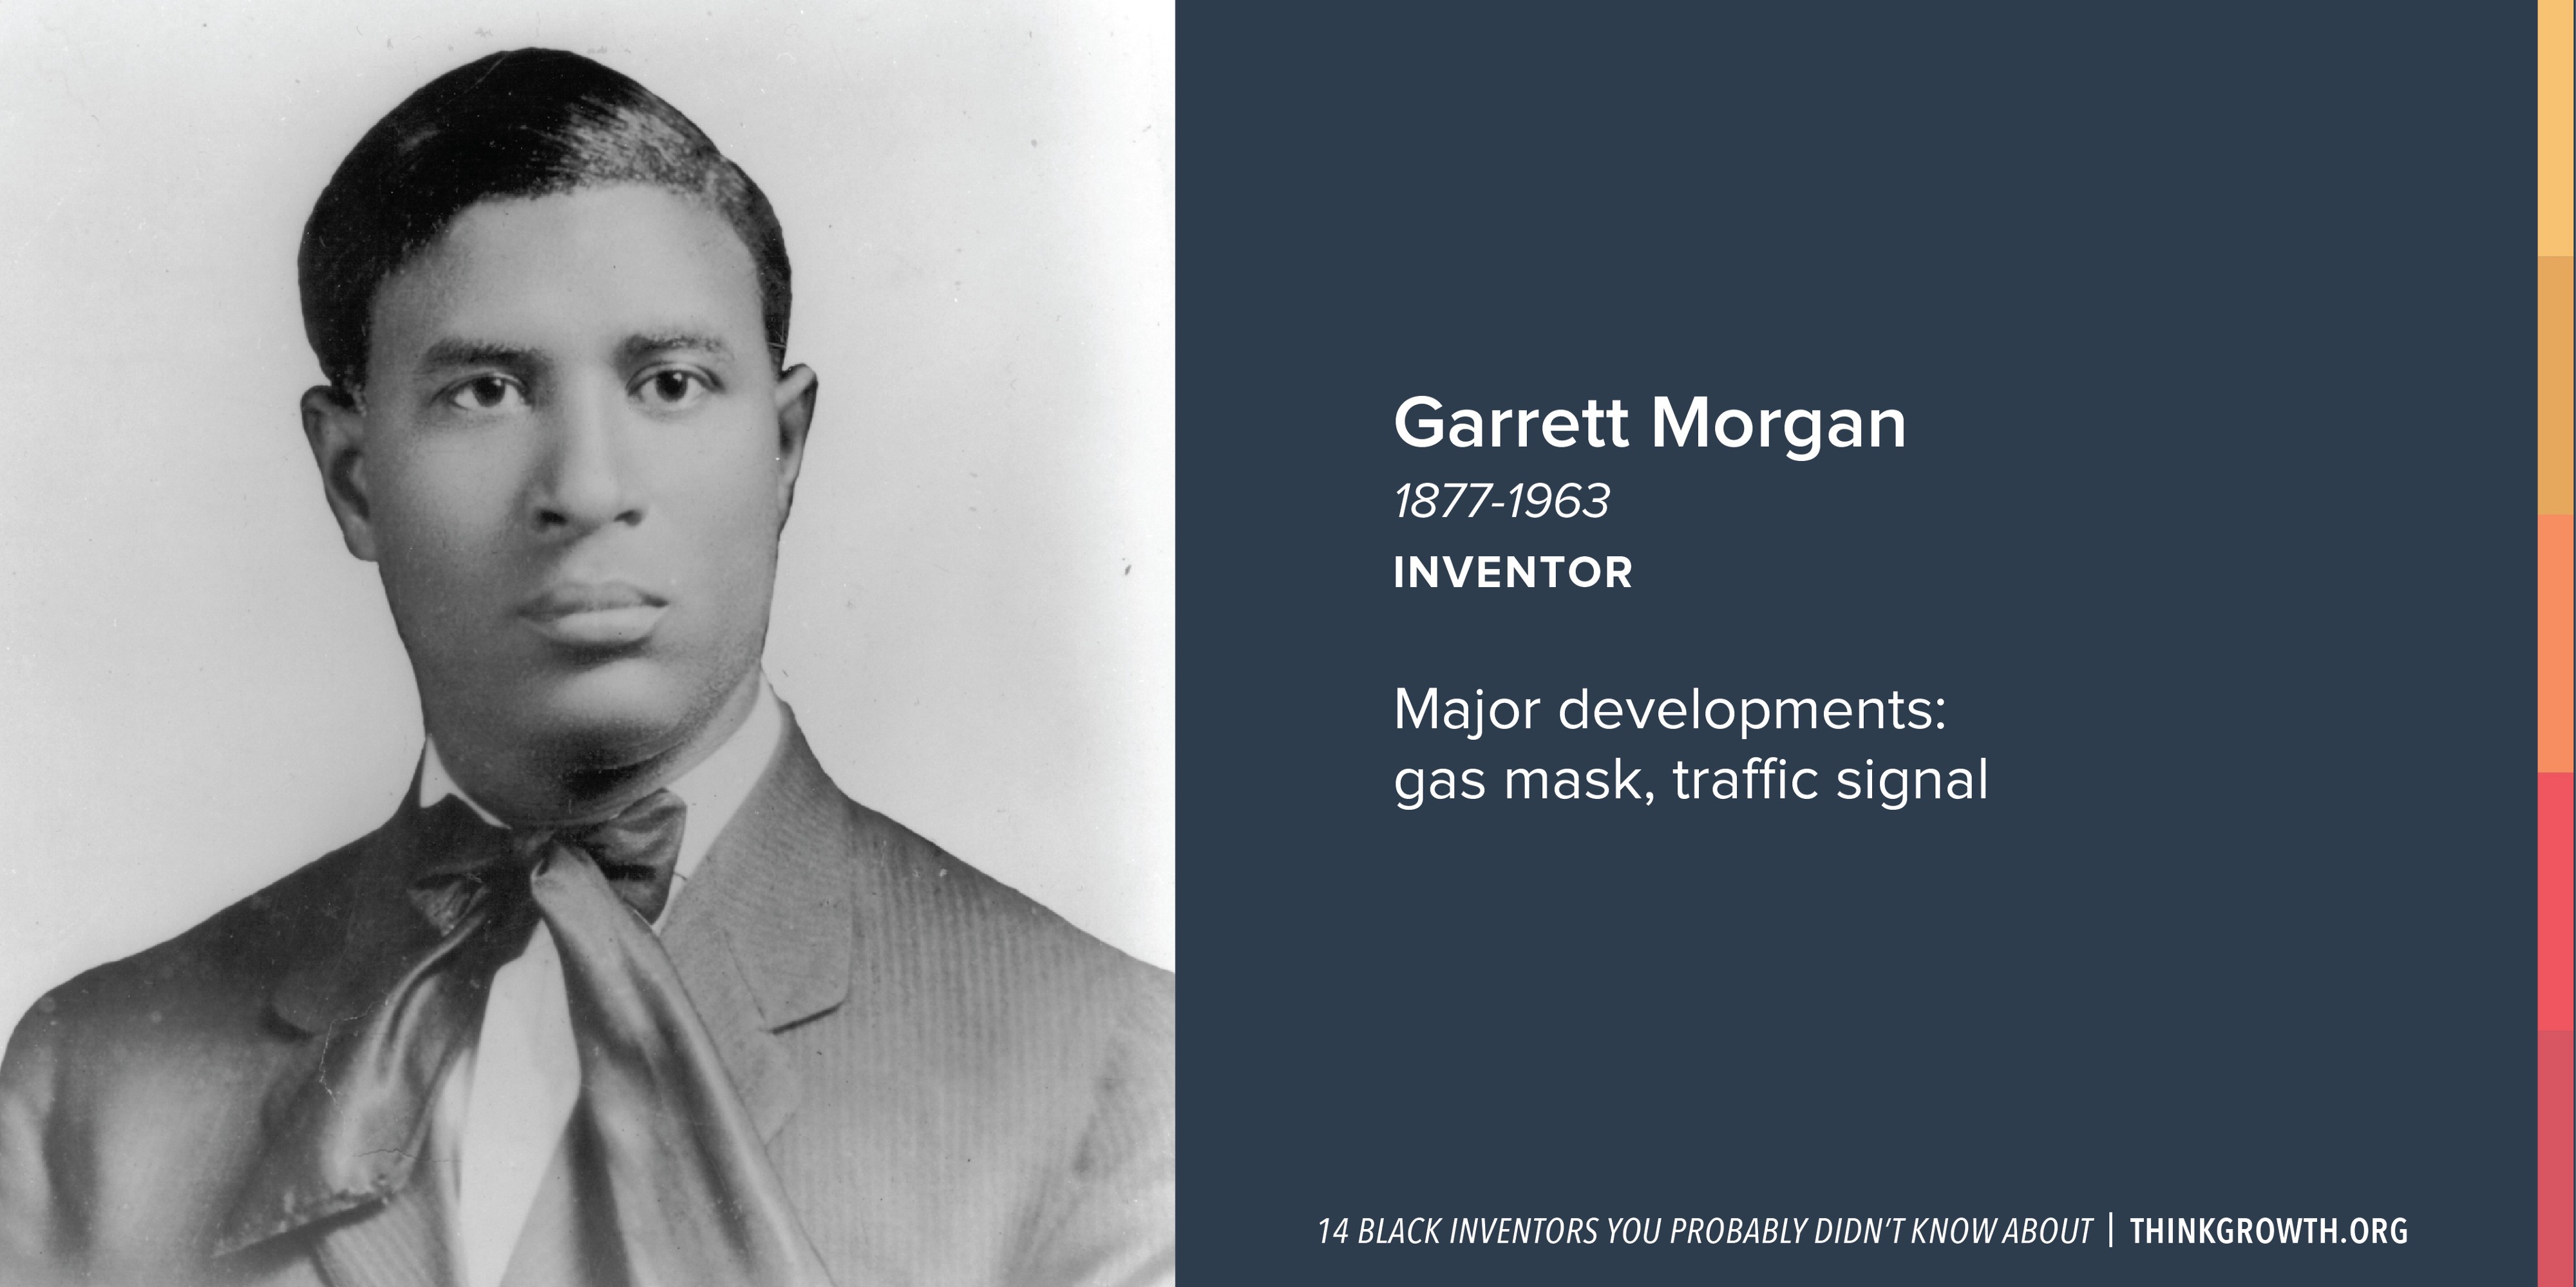 Garrett Morgan
1877-1963
INVENTOR
Major developments:
gas mask, traffic signal
14 BLACK INVENTORS YOU PROBABLY DIDN'T KNOW ABOUT | THINKGROWTH.ORG